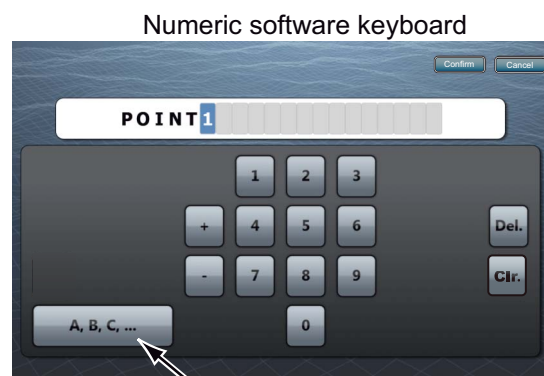 Numeric software keyboard
Confirm Cancel
POINT1
1 2 3
+ 4 5 6 Del.
- 7 8 9 Clr.
A, B, C, ... 0